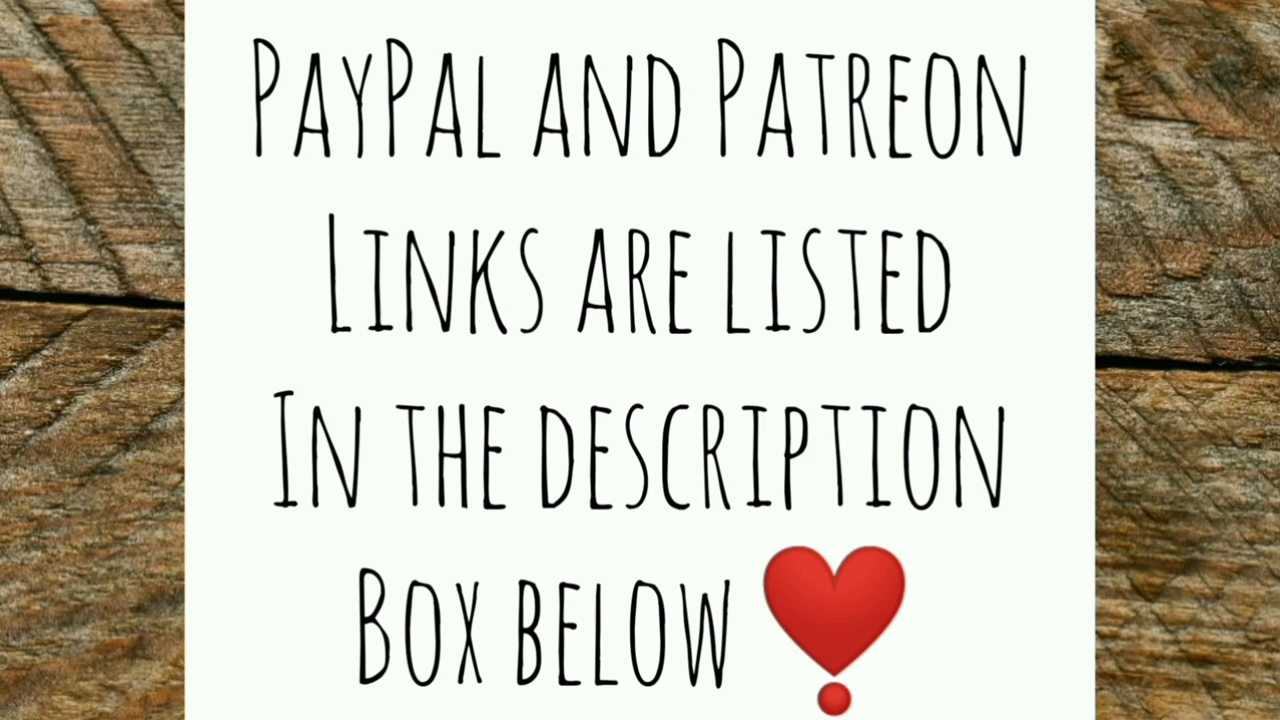 PayPal and Patreon
Links are listed
In the description
Box below ❣️